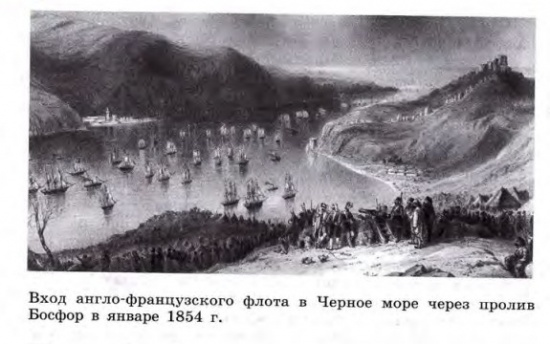 Вход англо-французского флота в Черное море через пролив
Босфор в январе 1854 г.